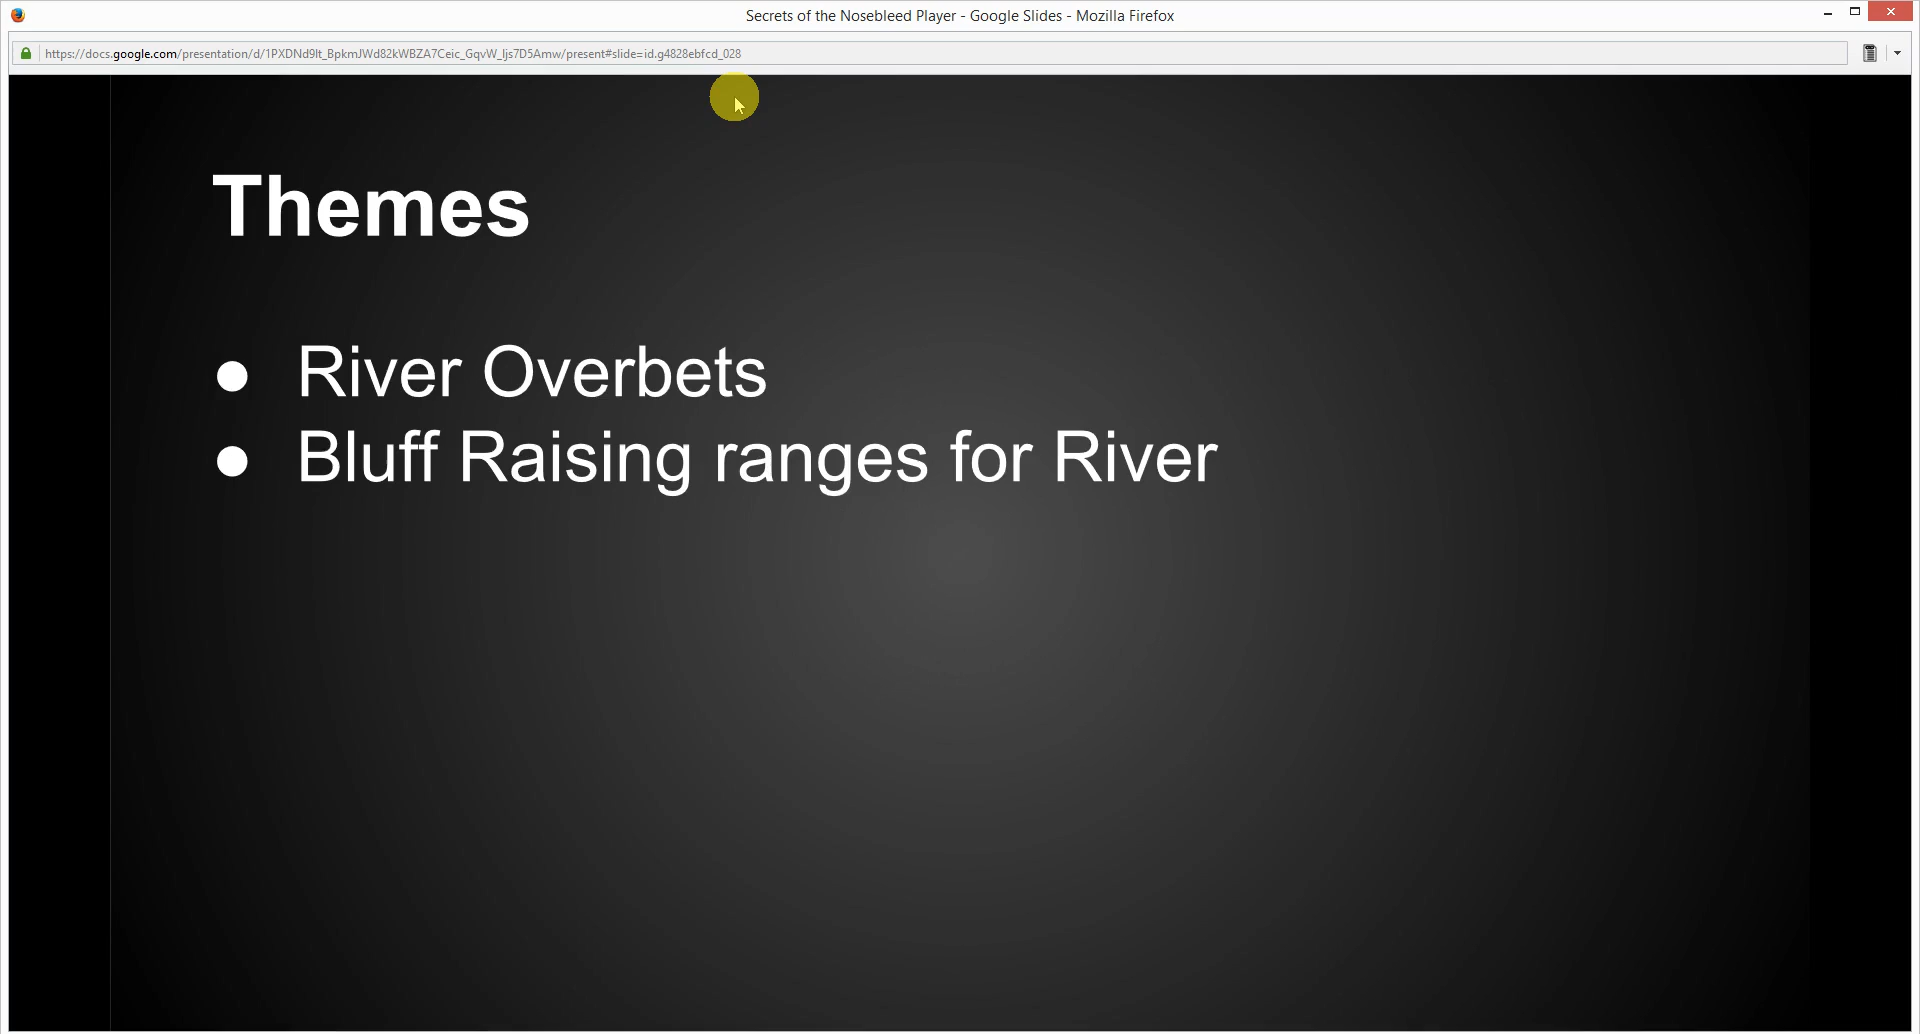 Secrets of the Nosebleed Player - Google Slides - Mozilla Firefox
https://docs.google.com/presentation/d/1PXDNd9lt_BpkmJWd82kWBZA7Ceic_GqvW_Ijs7D5Amw/present#slide=id.g4828ebfcd_028
Themes
● River Overbets
● Bluff Raising ranges for River